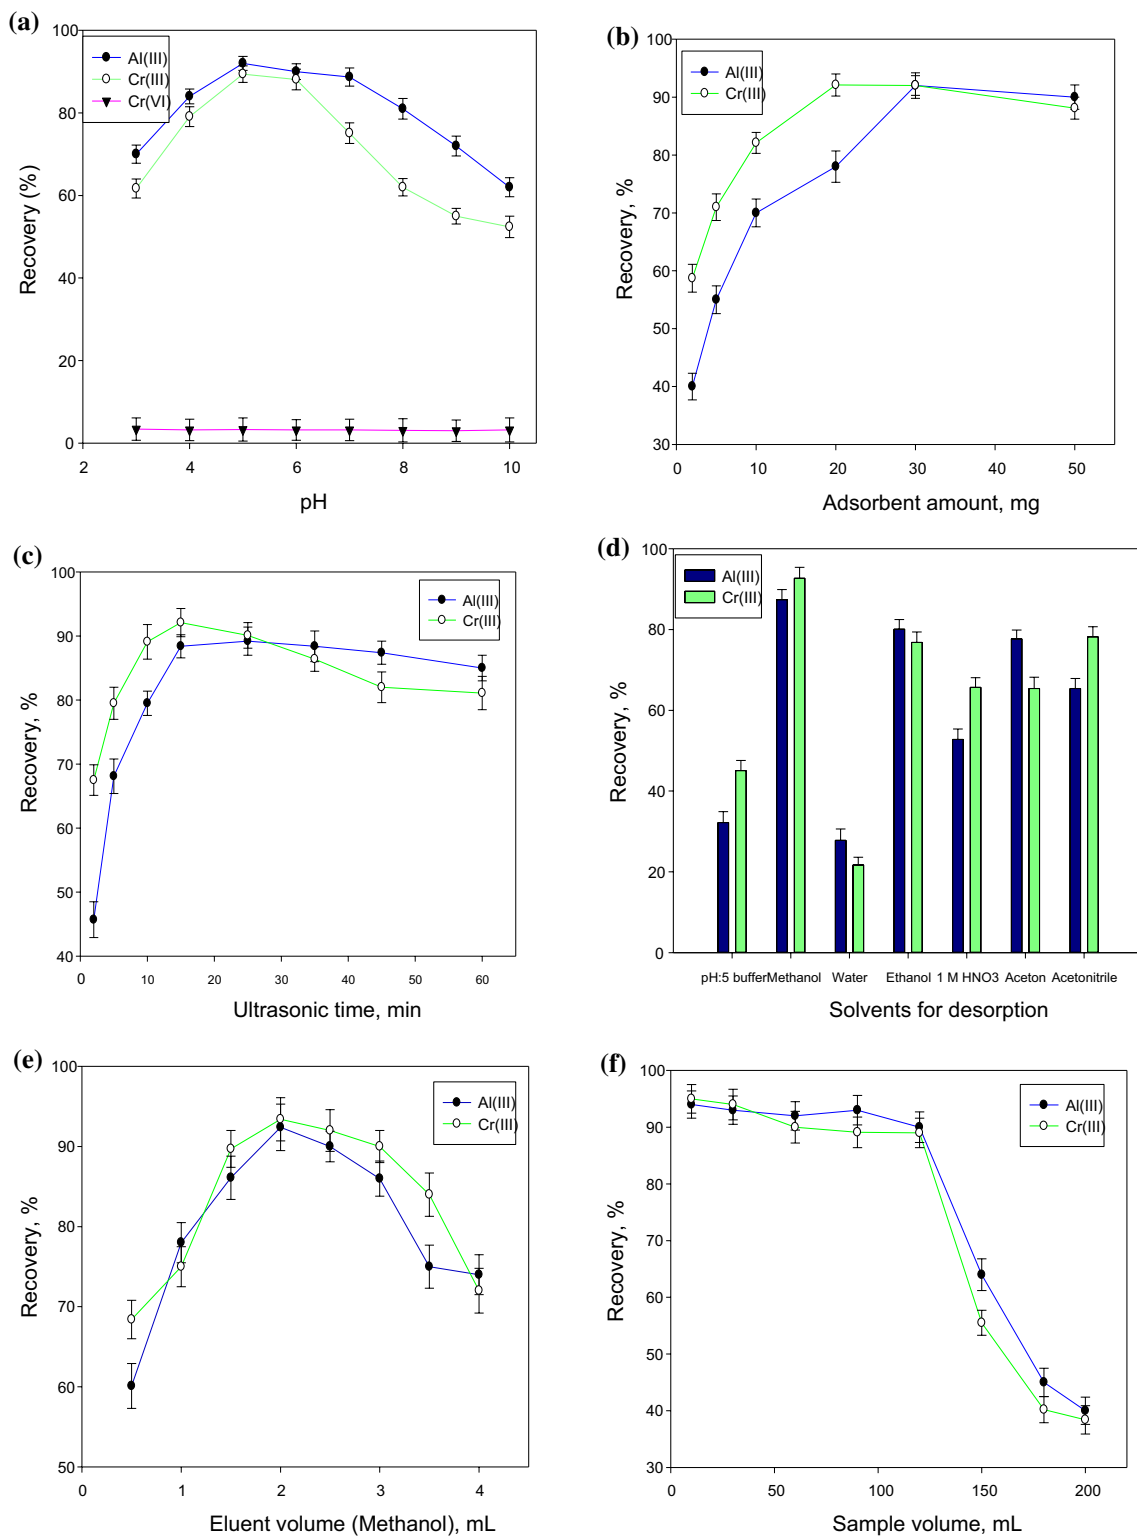 (a)
100
80
60
40
20
0
2
4
6
8
10
Recovery (%)
pH
Al(III)
Cr(III)
Cr(VI)
(b)
100
90
80
70
60
50
40
30
0
10
20
30
40
50
Recovery, %
Adsorbent amount, mg
Al(III)
Cr(III)
(c)
100
90
80
70
60
50
40
0
10
20
30
40
50
60
Recovery, %
Ultrasonic time, min
Al(III)
Cr(III)
(d)
100
80
60
40
20
0
pH:5 buffer Methanol Water Ethanol 1 M HNO3 Aceton Acetonitrile
Recovery, %
Solvents for desorption
Al(III)
Cr(III)
(e)
100
90
80
70
60
50
1
2
3
4
Recovery, %
Eluent volume (Methanol), mL
Al(III)
Cr(III)
(f)
100
90
80
70
60
50
40
30
0
50
100
150
200
Recovery, %
Sample volume, mL
Al(III)
Cr(III)